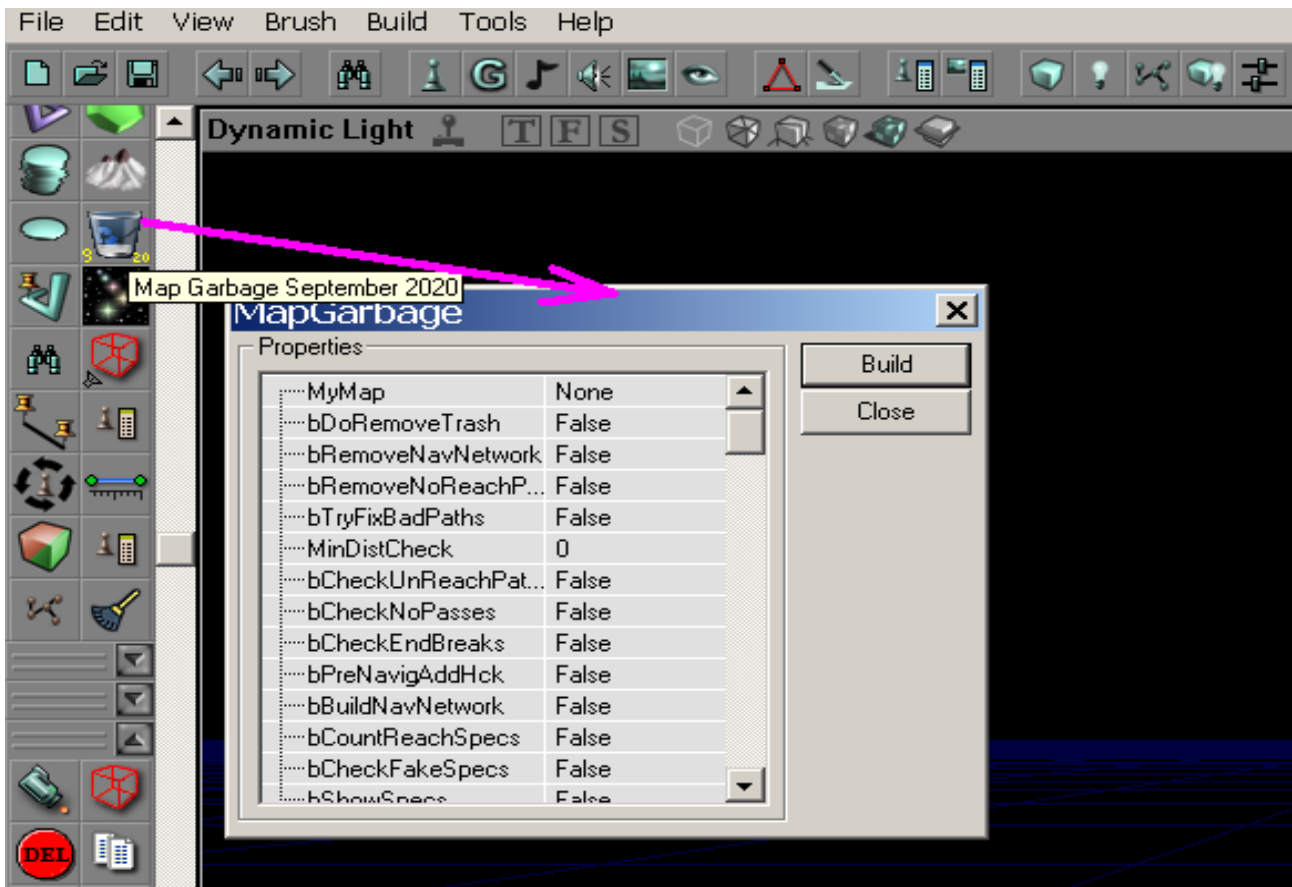 File Edit View Brush Build Tools Help
G
Dynamic Light T F S
9 20
Map Garbage September 2020
MapGarbage
Properties
Build
Close
MyMap None
bDoRemoveTrash False
bRemoveNavNetwork False
bRemoveNoReachP... False
bTryFixBadPaths False
MinDistCheck 0
bCheckUnReachPat... False
bCheckNoPasses False
bCheckEndBreaks False
bPreNavigAddHck False
bBuildNavNetwork False
bCountReachSpecs False
bCheckFakeSpecs False
bShowSpecs False
DEL